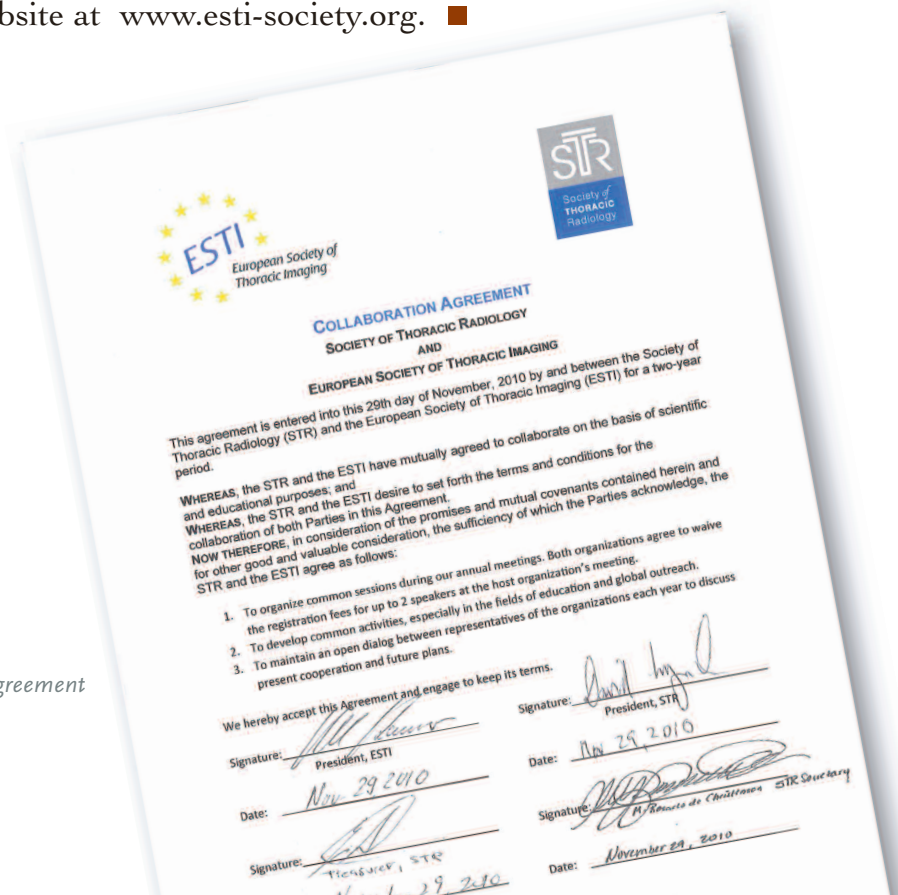 bsite at www.esti-society.org.
ESTI
European Society of
Thoracic Imaging
STR
Society of
THORACIC
Radiology
COLLABORATION AGREEMENT
SOCIETY OF THORACIC RADIOLOGY
AND
EUROPEAN SOCIETY OF THORACIC IMAGING
This agreement is entered into this 29th day of November, 2010 by and between the Society of
Thoracic Radiology (STR) and the European Society of Thoracic Imaging (ESTI) for a two-year
period.
WHEREAS, the STR and the ESTI have mutually agreed to collaborate on the basis of scientific
and educational purposes; and
WHEREAS, the STR and the ESTI desire to set forth the terms and conditions for the
collaboration of both Parties in this Agreement.
NOW THEREFORE, in consideration of the promises and mutual covenants contained herein and
for other good and valuable consideration, the sufficiency of which the Parties acknowledge, the
STR and the ESTI agree as follows:
1. To organize common sessions during our annual meetings. Both organizations agree to waive
the registration fees for up to 2 speakers at the host organization's meeting.
2. To develop common activities, especially in the fields of education and global outreach.
3. To maintain an open dialog between representatives of the organizations each year to discuss
present cooperation and future plans.
greement
We hereby accept this Agreement and engage to keep its terms.
Signature:
President, ESTI
Date: Nov 29 2010
Signature:
Treasurer, STR
29, 2010
Signature:
President, STR
Date: Nov 29, 2010
Signature:
M. Rosado de Christenson STR Secretary
Date: November 29, 2010